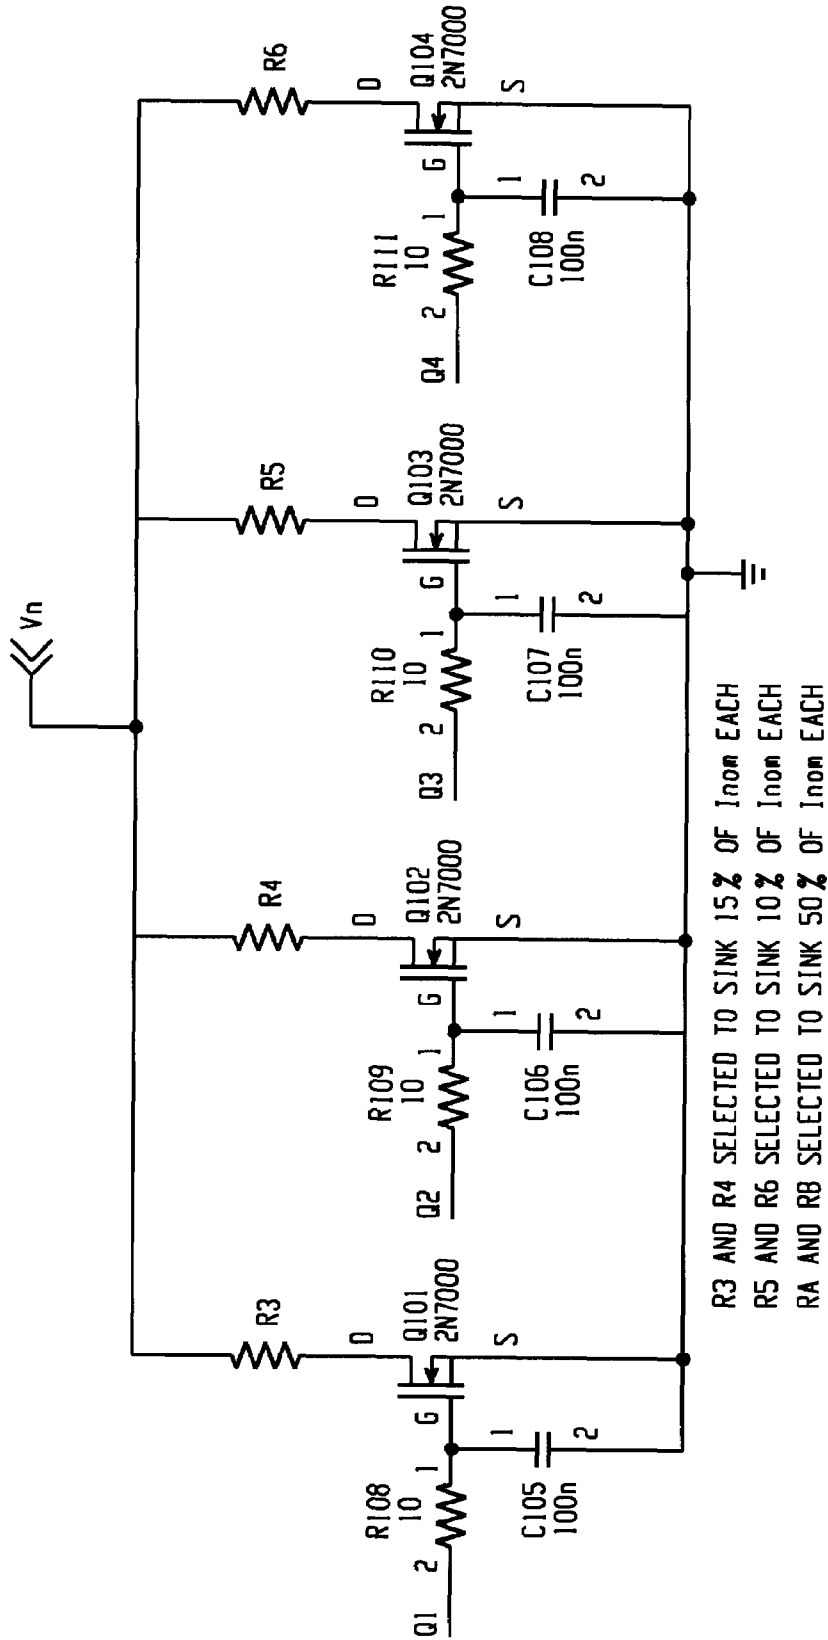 Vn
R3
R4
R5
R6
D
D
D
D
Q101
2N7000
Q102
2N7000
Q103
2N7000
Q104
2N7000
G
G
G
G
S
S
S
S
R108
10
R109
10
R110
10
R111
10
Q1
2
1
Q2
2
1
Q3
2
1
Q4
2
1
1
C105
100n
2
1
C106
100n
2
1
C107
100n
2
1
C108
100n
2
R3 AND R4 SELECTED TO SINK 15% OF Inom EACH
R5 AND R6 SELECTED TO SINK 10% OF Inom EACH
RA AND RB SELECTED TO SINK 50% OF Inom EACH